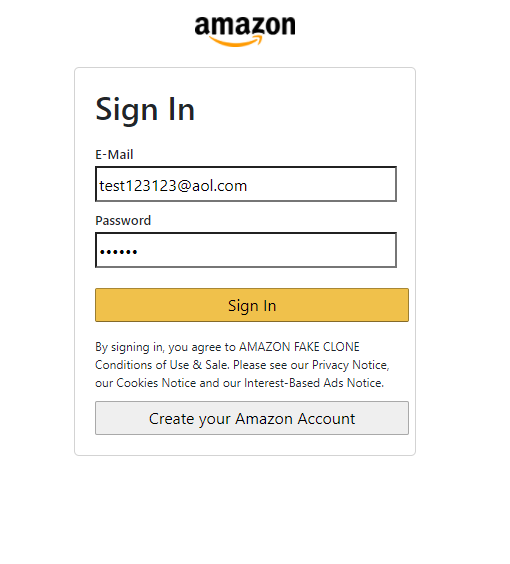 amazon
Sign In
E-Mail
test123123@aol.com
Password
••••••
Sign In
By signing in, you agree to AMAZON FAKE CLONE
Conditions of Use & Sale. Please see our Privacy Notice,
our Cookies Notice and our Interest-Based Ads Notice.
Create your Amazon Account